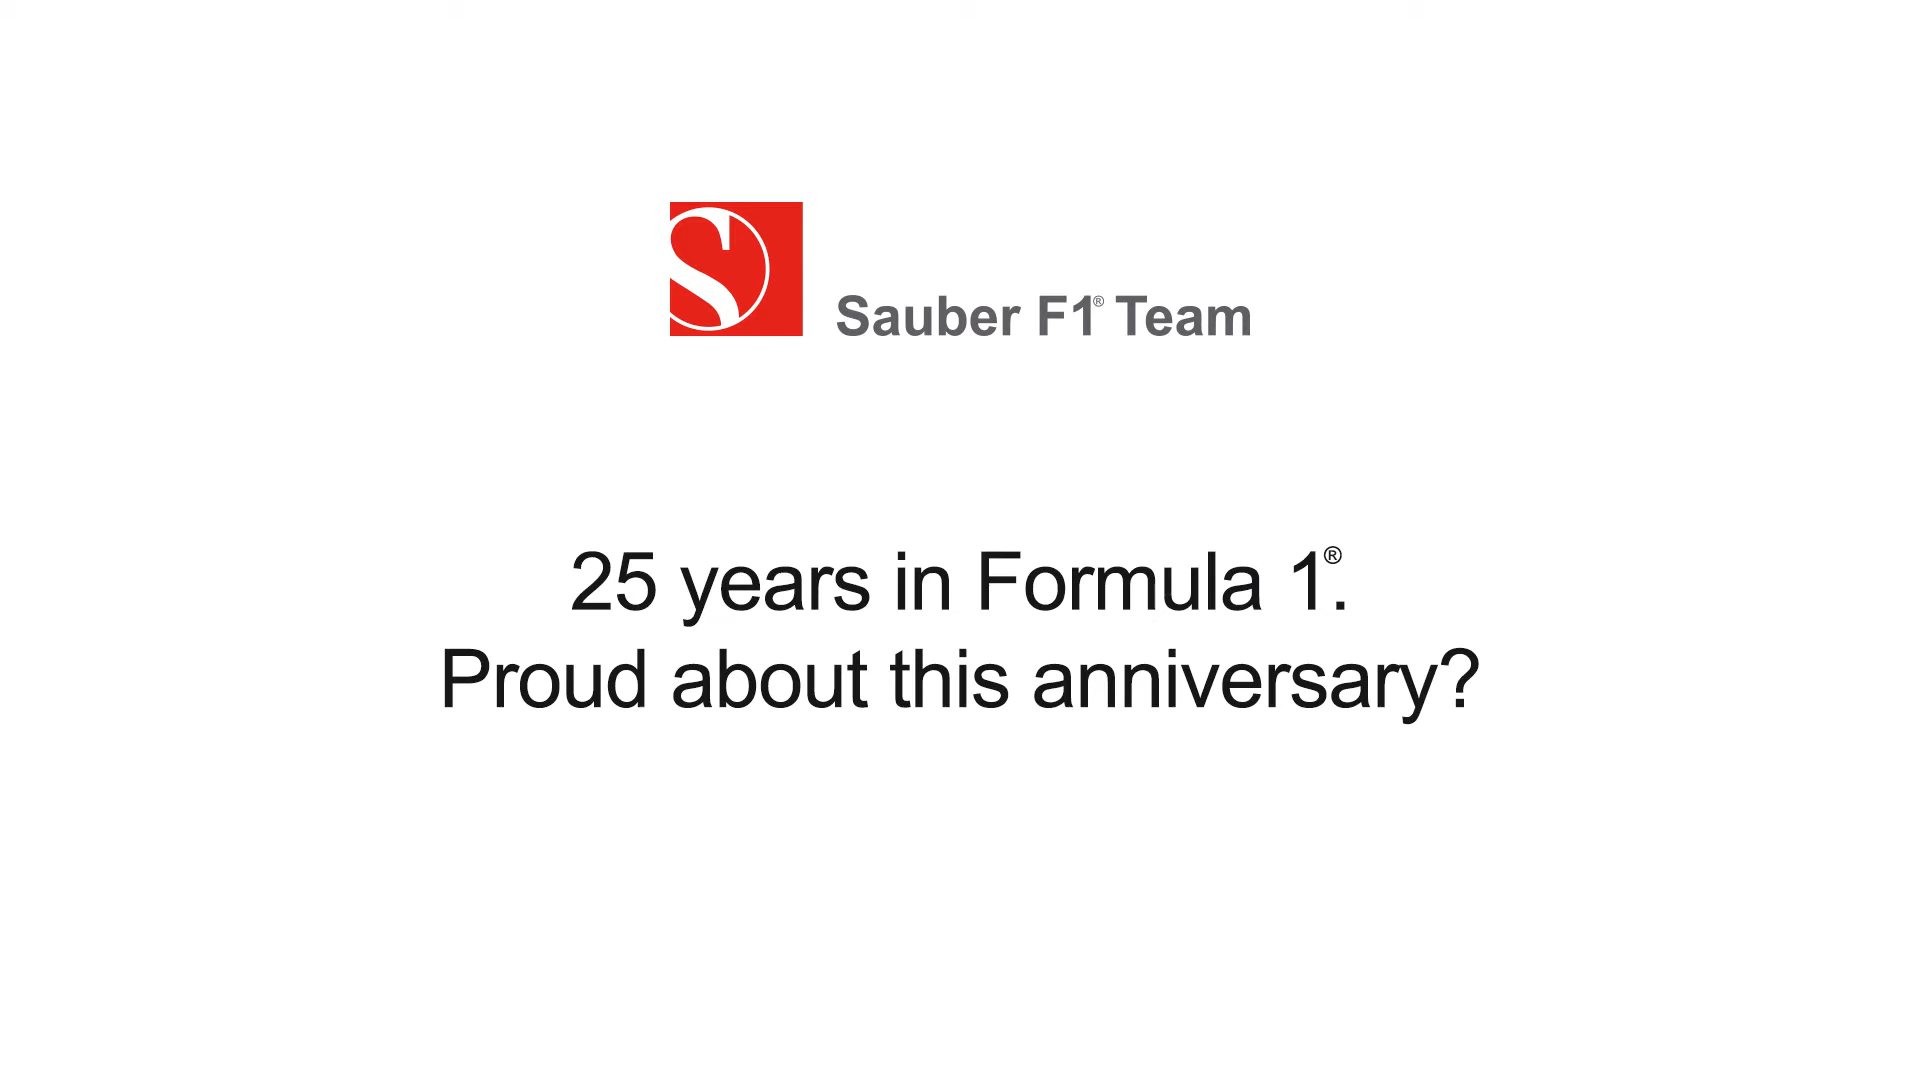 S
Sauber F1® Team
25 years in Formula 1®.
Proud about this anniversary?